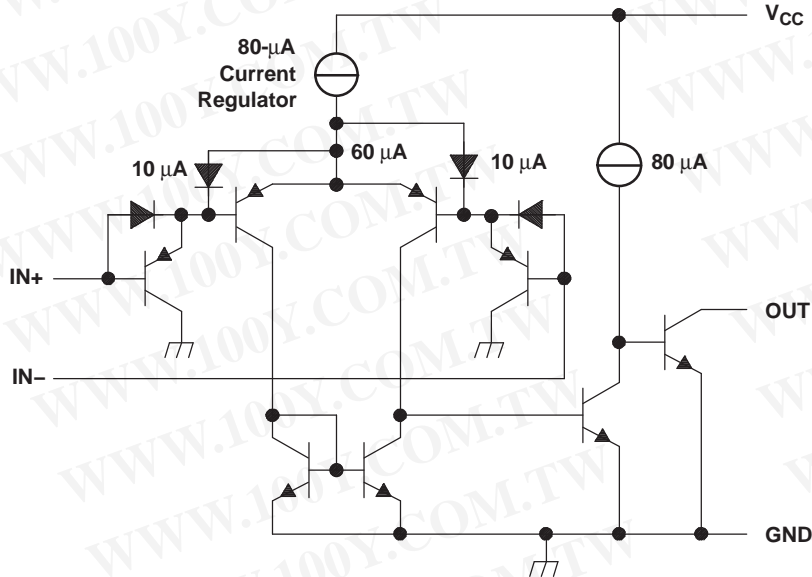 V_CC
80-μA
Current
Regulator
10 μA
60 μA
10 μA
80 μA
IN+
OUT
IN–
GND
WWW.100Y.COM.TW